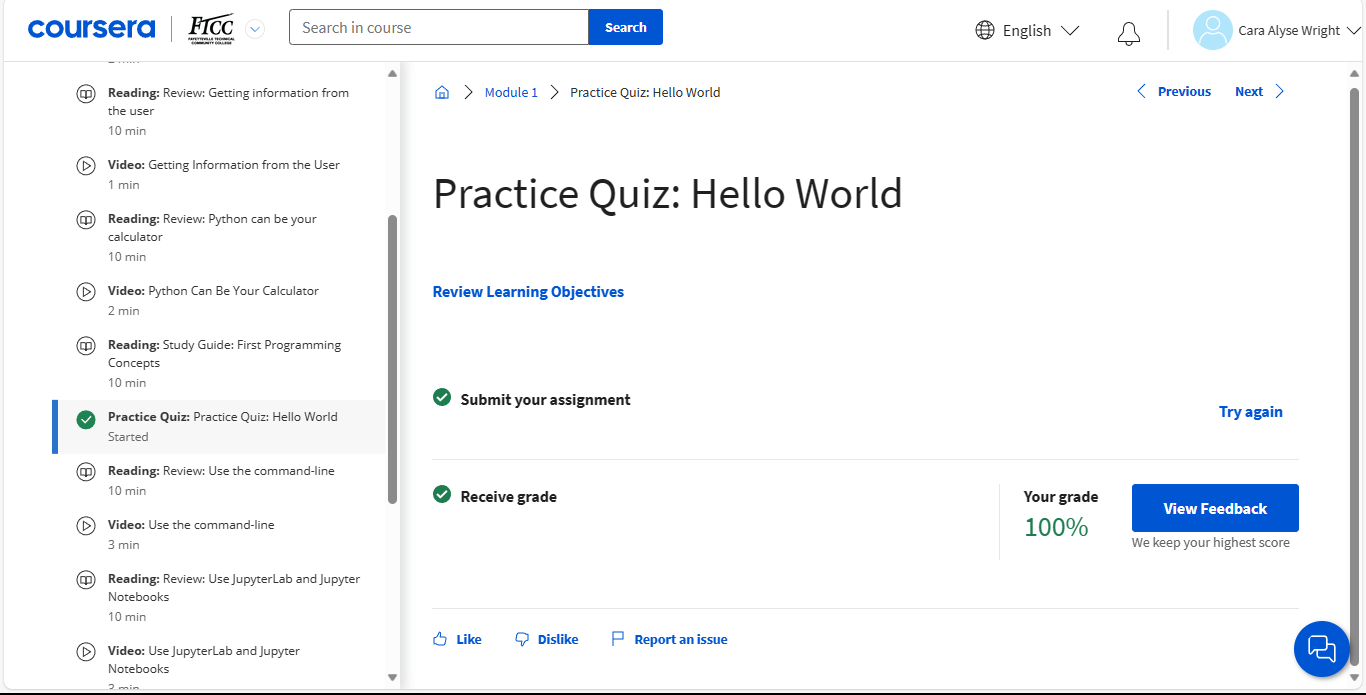 coursera
FTCC
FAYETTEVILLE TECHNICAL
COMMUNITY COLLEGE
Search in course
Search
English
Cara Alyse Wright
Reading: Review: Getting information from
the user
10 min
Video: Getting Information from the User
1 min
Reading: Review: Python can be your
calculator
10 min
Video: Python Can Be Your Calculator
2 min
Reading: Study Guide: First Programming
Concepts
10 min
Practice Quiz: Practice Quiz: Hello World
Started
Reading: Review: Use the command-line
10 min
Video: Use the command-line
3 min
Reading: Review: Use JupyterLab and Jupyter
Notebooks
10 min
Video: Use JupyterLab and Jupyter
Notebooks
3 min
Module 1
Practice Quiz: Hello World
Previous
Next
Practice Quiz: Hello World
Review Learning Objectives
Submit your assignment
Try again
Receive grade
Your grade
100%
View Feedback
We keep your highest score
Like
Dislike
Report an issue